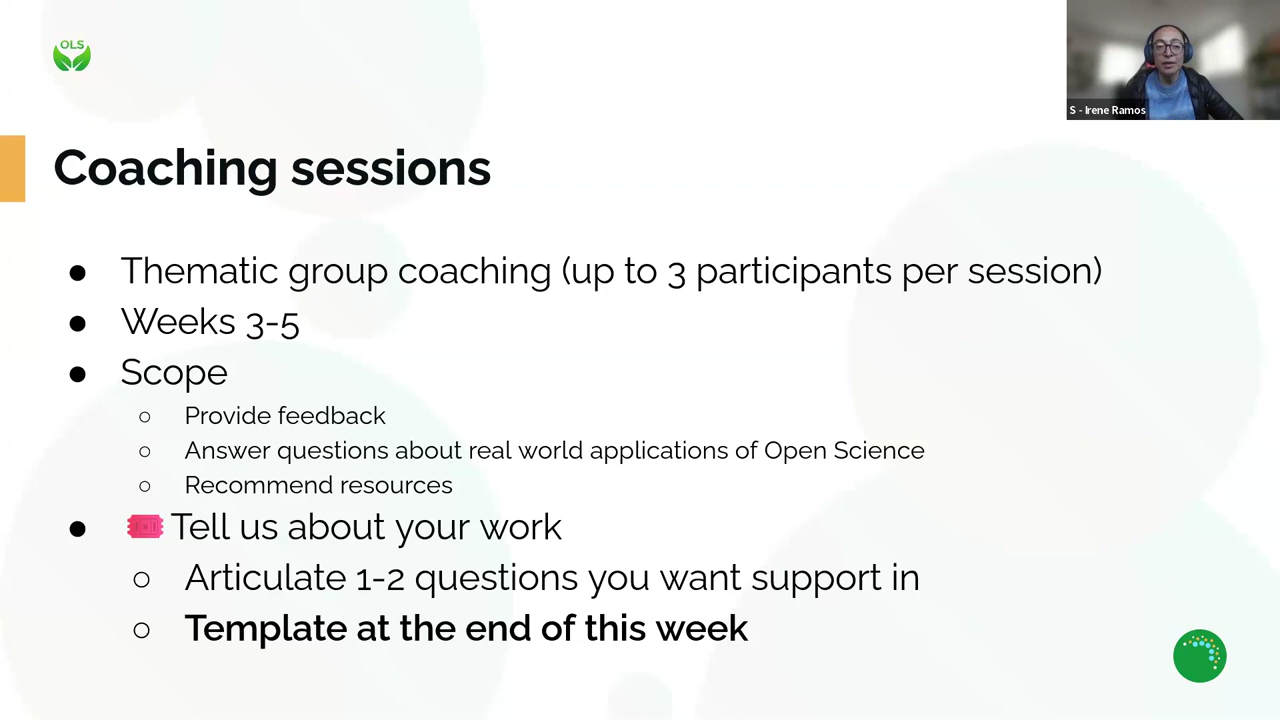 OLS
S - Irene Ramos
Coaching sessions
● Thematic group coaching (up to 3 participants per session)
● Weeks 3-5
● Scope
○ Provide feedback
○ Answer questions about real world applications of Open Science
○ Recommend resources
● Tell us about your work
○ Articulate 1-2 questions you want support in
○ Template at the end of this week